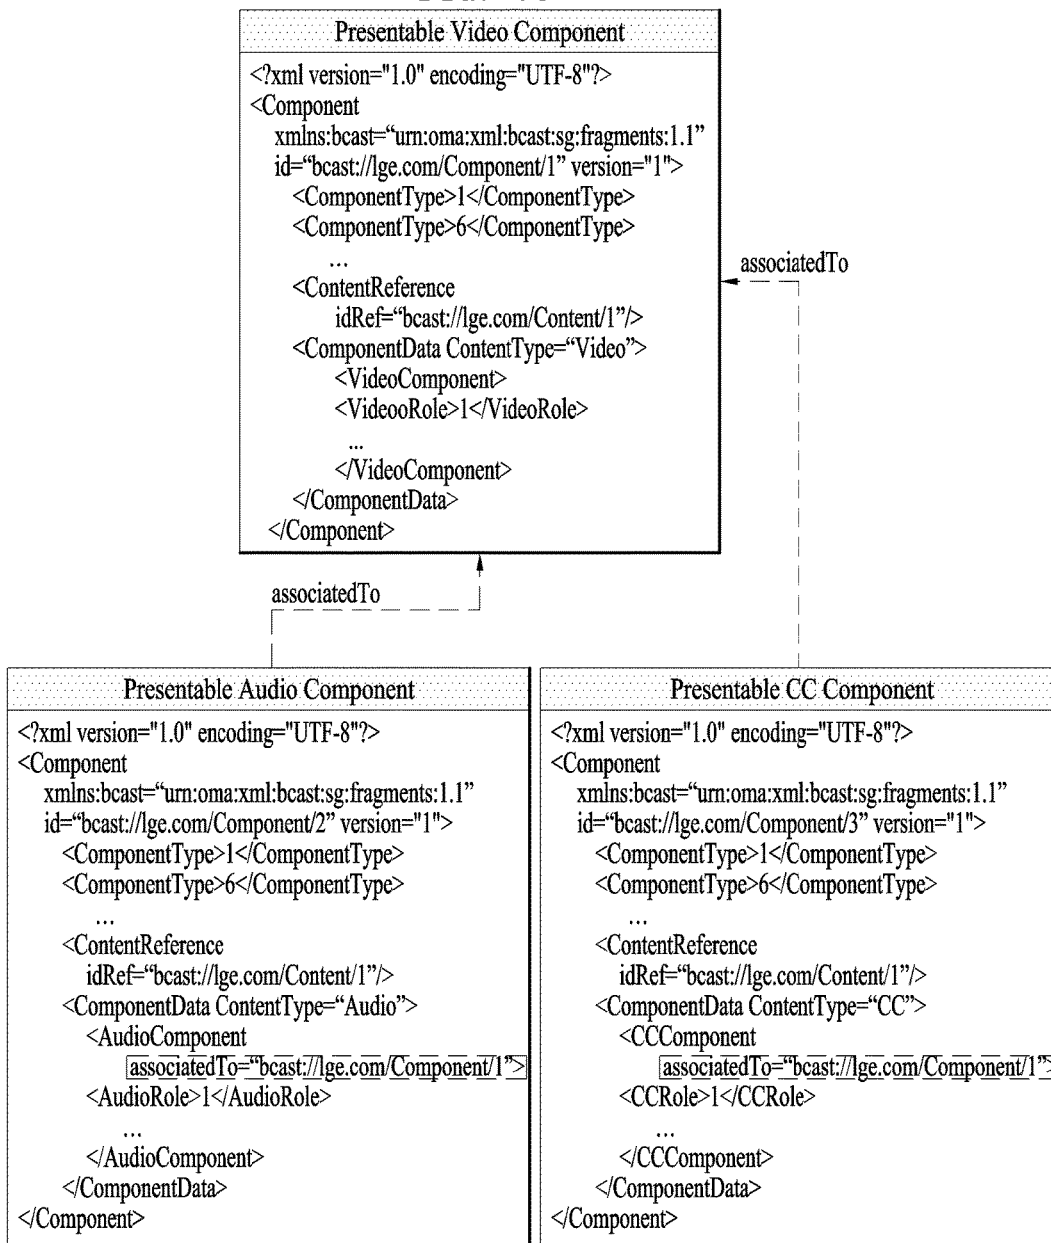 Presentable Video Component
<?xml version="1.0" encoding="UTF-8"?>
<Component
xmlns:bcast=“urn:oma:xml:bcast:sg:fragments:1.1”
id=“bcast://lge.com/Component/1” version="1">
<ComponentType>1</ComponentType>
<ComponentType>6</ComponentType>
...
<ContentReference
idRef=“bcast://lge.com/Content/1”/>
<ComponentData ContentType=“Video”>
<VideoComponent>
<VideooRole>1</VideoRole>
...
</VideoComponent>
</ComponentData>
</Component>
associatedTo
associatedTo
Presentable Audio Component
<?xml version="1.0" encoding="UTF-8"?>
<Component
xmlns:bcast=“urn:oma:xml:bcast:sg:fragments:1.1”
id=“bcast://lge.com/Component/2” version="1">
<ComponentType>1</ComponentType>
<ComponentType>6</ComponentType>
...
<ContentReference
idRef=“bcast://lge.com/Content/1”/>
<ComponentData ContentType=“Audio”>
<AudioComponent
associatedTo=“bcast://lge.com/Component/1”>
<AudioRole>1</AudioRole>
...
</AudioComponent>
</ComponentData>
</Component>
Presentable CC Component
<?xml version="1.0" encoding="UTF-8"?>
<Component
xmlns:bcast=“urn:oma:xml:bcast:sg:fragments:1.1”
id=“bcast://lge.com/Component/3” version="1">
<ComponentType>1</ComponentType>
<ComponentType>6</ComponentType>
...
<ContentReference
idRef=“bcast://lge.com/Content/1”/>
<ComponentData ContentType=“CC”>
<CCComponent
associatedTo=“bcast://lge.com/Component/1”>
<CCRole>1</CCRole>
...
</CCComponent>
</ComponentData>
</Component>